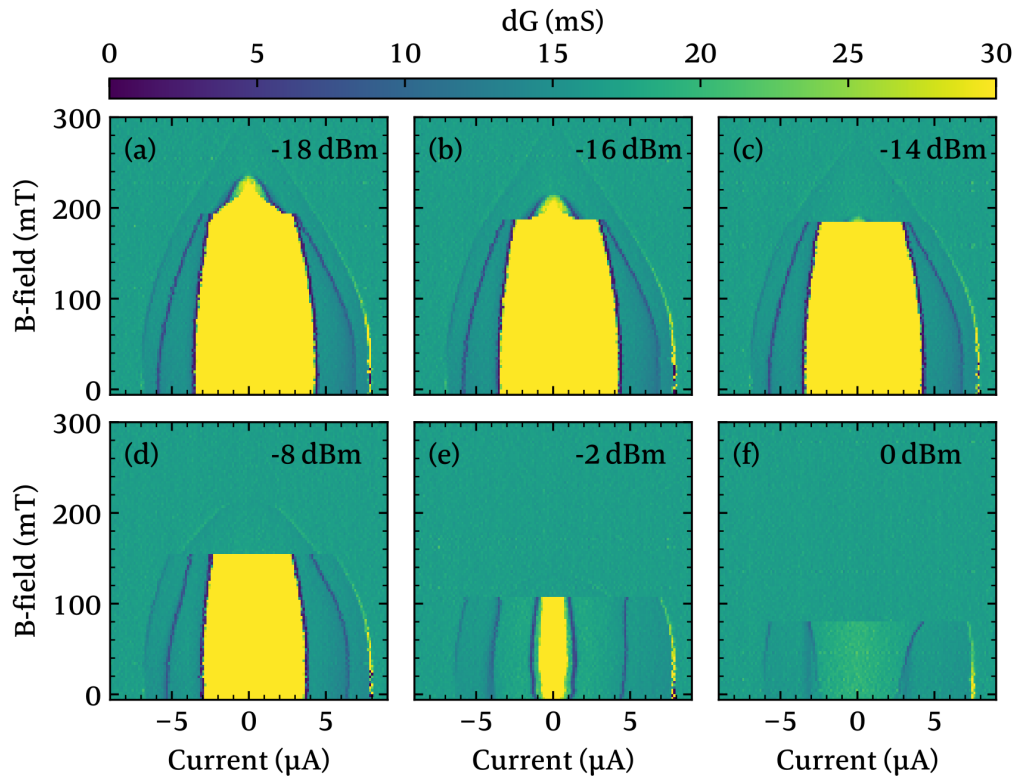 dG (mS)
0 5 10 15 20 25 30
300
200
100
0
B-field (mT)
(a) -18 dBm
(b) -16 dBm
(c) -14 dBm
300
200
100
0
B-field (mT)
(d) -8 dBm
(e) -2 dBm
(f) 0 dBm
−5 0 5
−5 0 5
−5 0 5
Current (μA)
Current (μA)
Current (μA)